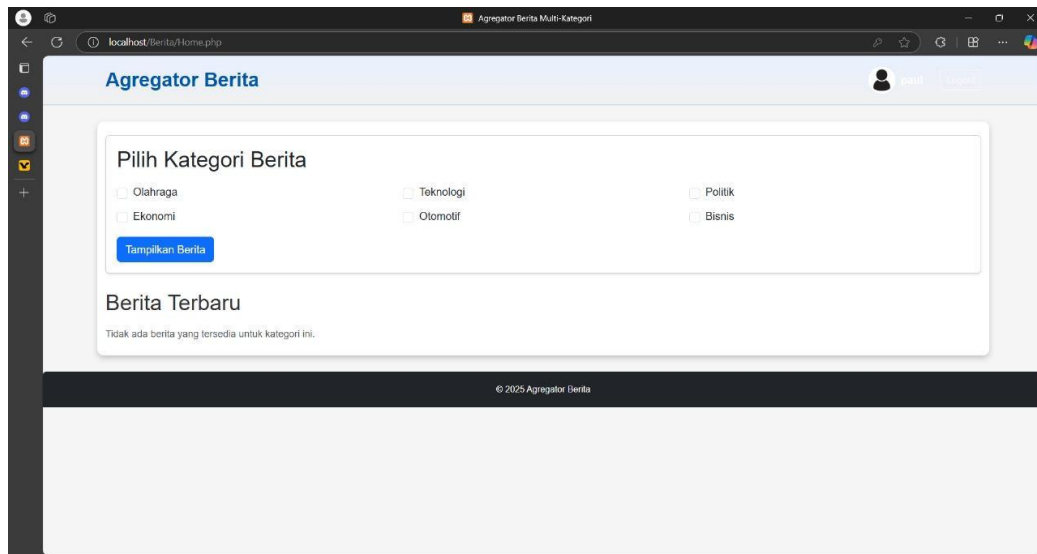 Agregator Berita Multi-Kategori
localhost/Berita/Home.php
Agregator Berita
paul Logout
Pilih Kategori Berita
Olahraga Teknologi Politik
Ekonomi Otomotif Bisnis
Tampilkan Berita
Berita Terbaru
Tidak ada berita yang tersedia untuk kategori ini.
© 2025 Agregator Berita